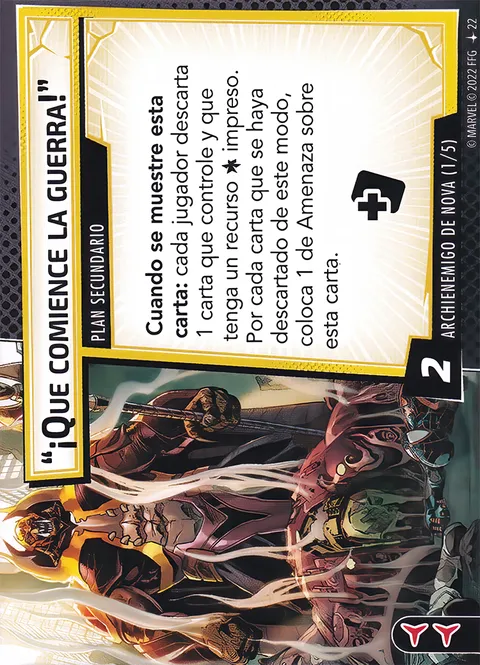 “¡QUE COMIENCE LA GUERRA!”
PLAN SECUNDARIO
Cuando se muestre esta
carta: cada jugador descarta
1 carta que controle y que
tenga un recurso ★ impreso.
Por cada carta que se haya
descartado de este modo,
coloca 1 de Amenaza sobre
esta carta.
2
ARCHIENEMIGO DE NOVA (1/5)
© MARVEL © 2022 FFG 22